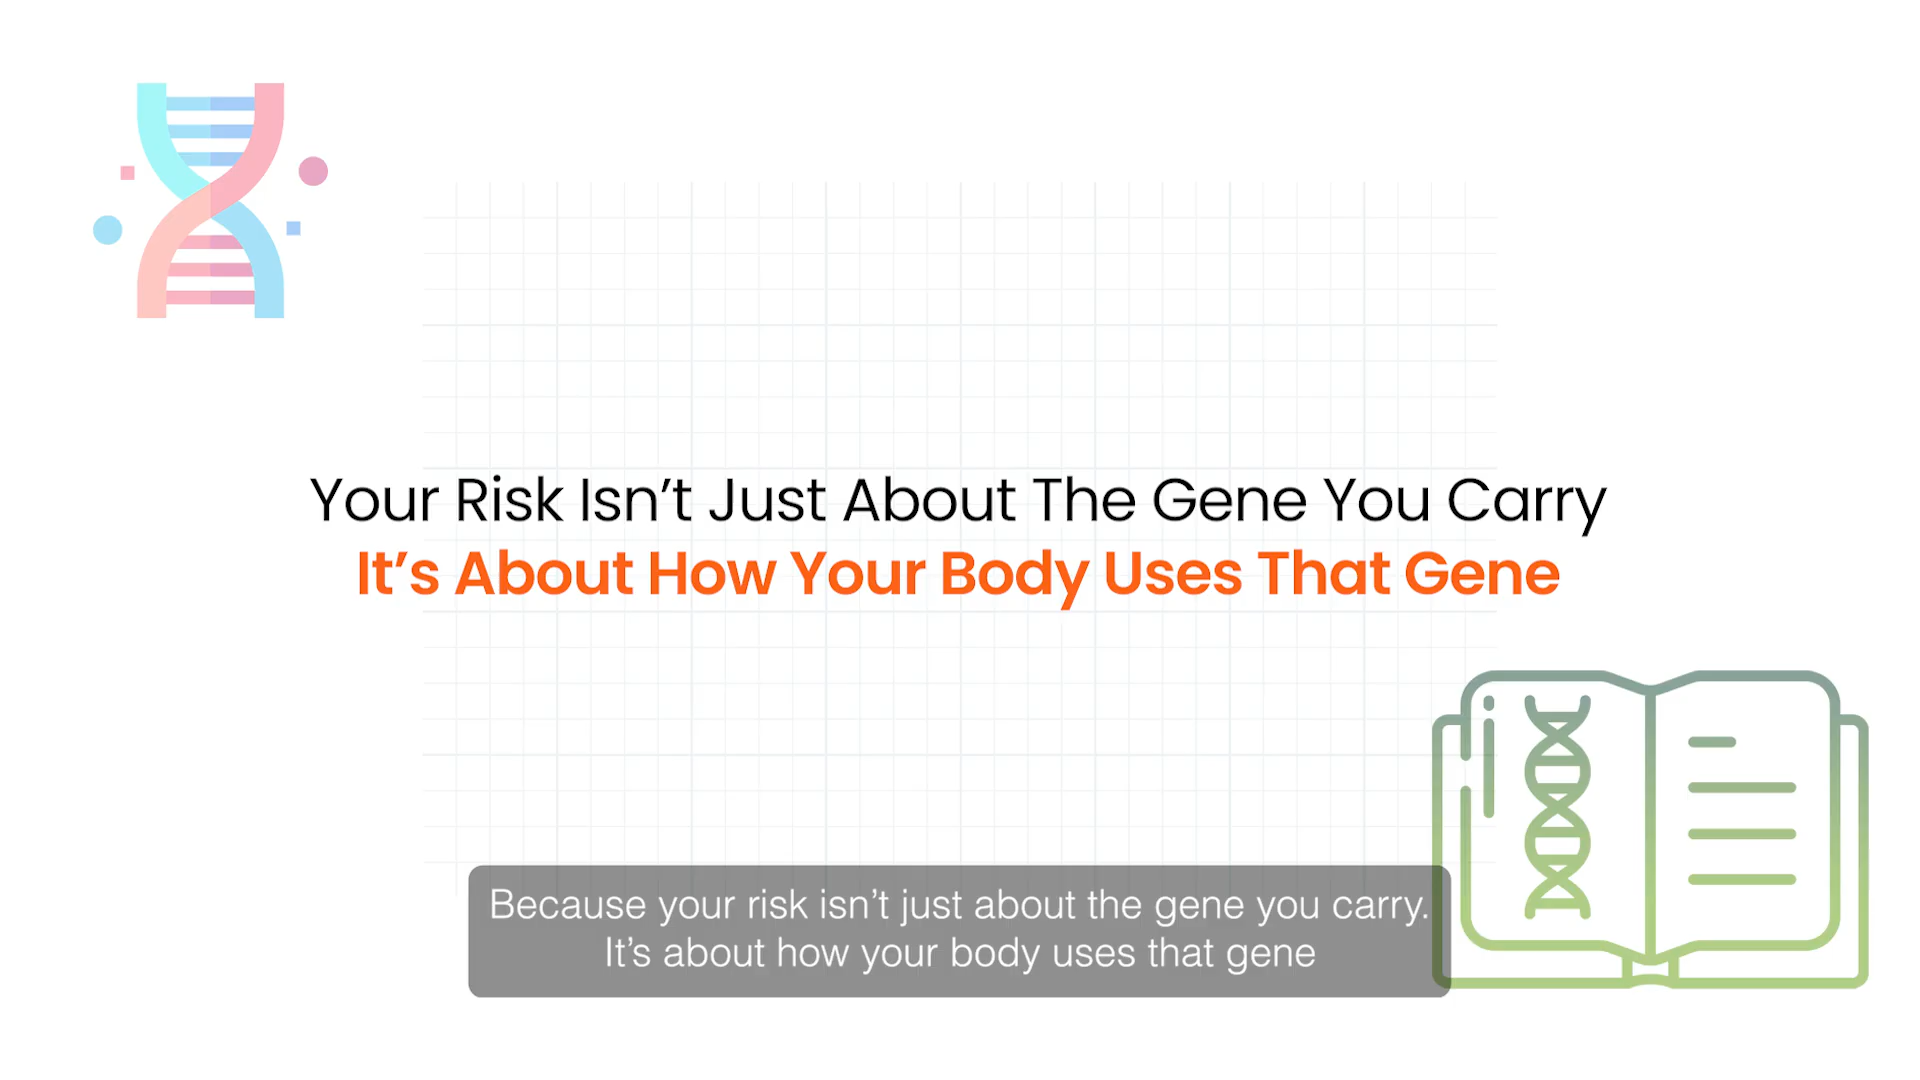 Your Risk Isn’t Just About The Gene You Carry
It’s About How Your Body Uses That Gene
Because your risk isn’t just about the gene you carry.
It’s about how your body uses that gene